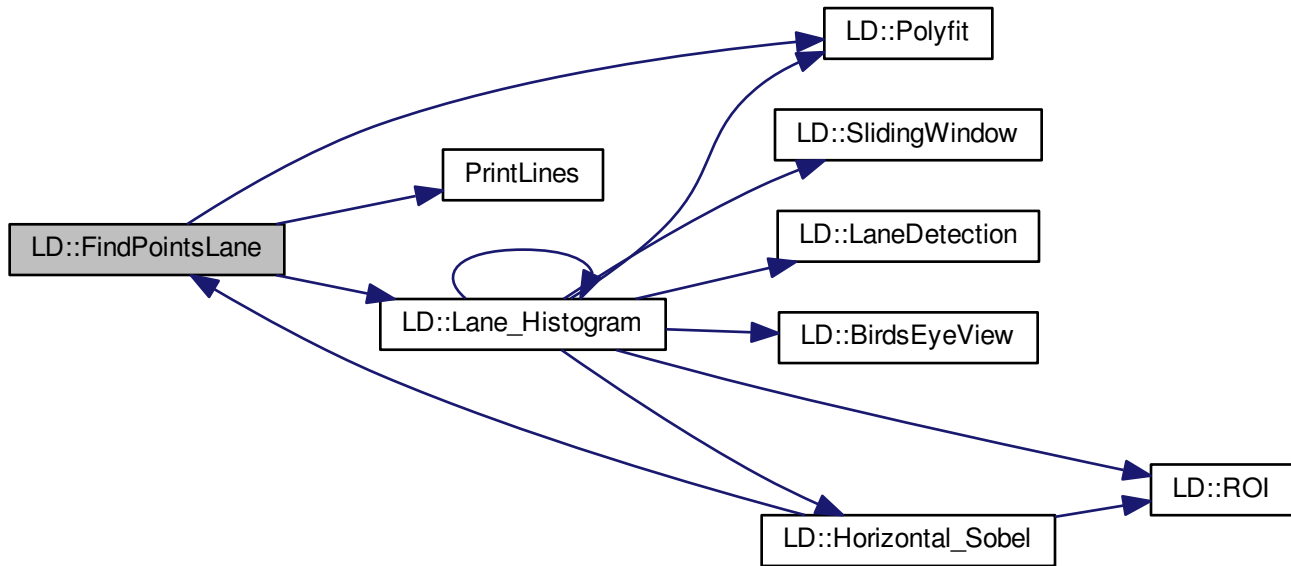 LD::Polyfit
LD::SlidingWindow
PrintLines
LD::LaneDetection
LD::FindPointsLane
LD::Lane_Histogram
LD::BirdsEyeView
LD::ROI
LD::Horizontal_Sobel